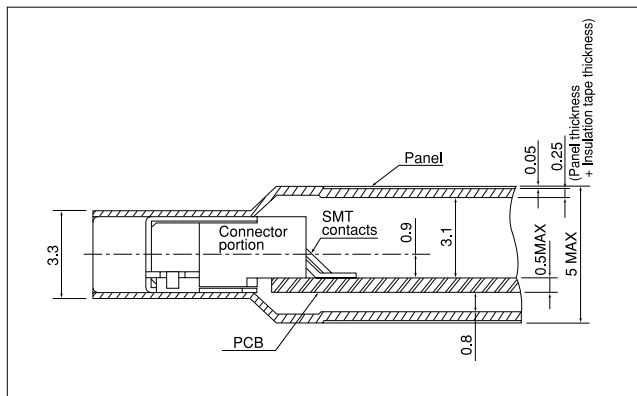 (Panel thickness
+ Insulation tape thickness)
0.05
0.25
Panel
SMT
contacts
Connector
portion
3.3
0.9
3.1
0.5MAX
5 MAX
PCB
0.8